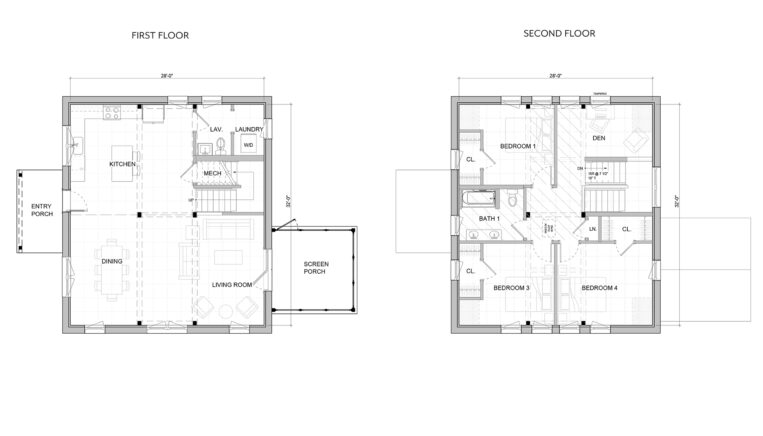 FIRST FLOOR
28'-0"
LAV.
LAUNDRY
KITCHEN
W/D
MECH
ENTRY
PORCH
32'-0"
DINING
SCREEN
PORCH
LIVING ROOM
SECOND FLOOR
28'-0"
BEDROOM 1
DEN
CL.
DN.
32'-0"
BATH 1
LN.
CL.
CL.
BEDROOM 3
BEDROOM 4